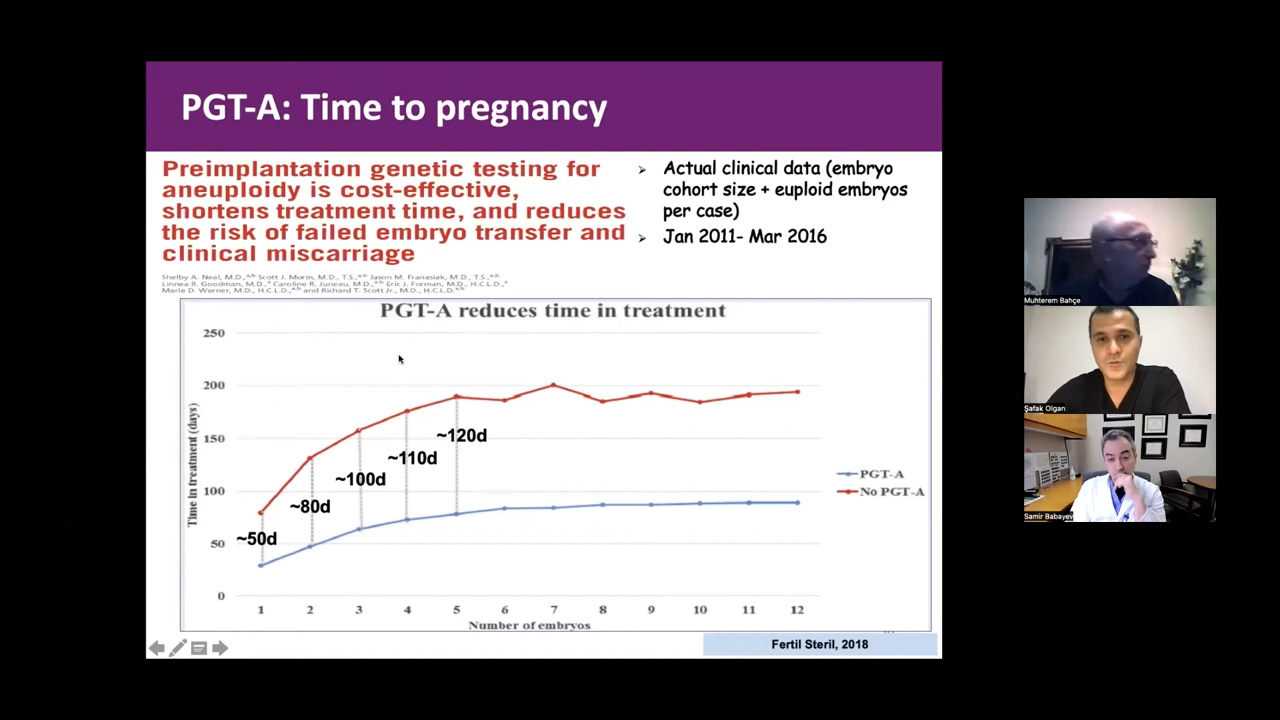 PGT-A: Time to pregnancy
Preimplantation genetic testing for
aneuploidy is cost-effective,
shortens treatment time, and reduces
the risk of failed embryo transfer and
clinical miscarriage
Shelby A. Neal, M.D.,a,b Scott J. Morin, M.D., T.S.,a,b Jason M. Franasiak, M.D., T.S.,a,b
Linnea R. Goodman, M.D.,a Caroline R. Juneau, M.D.,a,b Eric J. Forman, M.D., H.C.L.D.,a
Marie D. Werner, M.D., H.C.L.D.,a,b and Richard T. Scott Jr., M.D., H.C.L.D.a,b
➢ Actual clinical data (embryo
cohort size + euploid embryos
per case)
➢ Jan 2011- Mar 2016
PGT-A reduces time in treatment
250
200
150
100
50
0
Time in treatment (days)
~50d
~80d
~100d
~110d
~120d
PGT-A
No PGT-A
1 2 3 4 5 6 7 8 9 10 11 12
Number of embryos
Fertil Steril, 2018
Muhterem Bahçe
Şafak Olgan
Samir Babayev